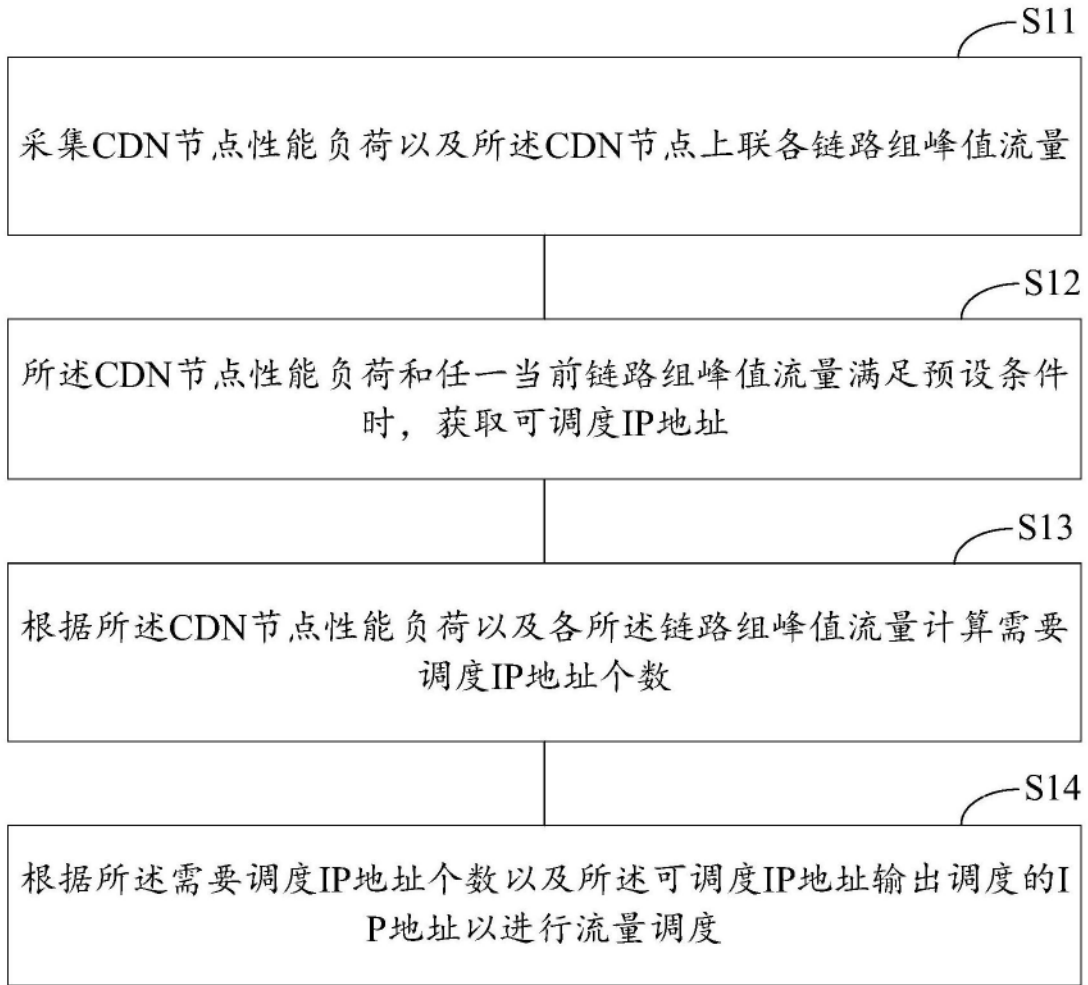 S11
采集CDN节点性能负荷以及所述CDN节点上联各链路组峰值流量
S12
所述CDN节点性能负荷和任一当前链路组峰值流量满足预设条件
时，获取可调度IP地址
S13
根据所述CDN节点性能负荷以及各所述链路组峰值流量计算需要
调度IP地址个数
S14
根据所述需要调度IP地址个数以及所述可调度IP地址输出调度的I
P地址以进行流量调度